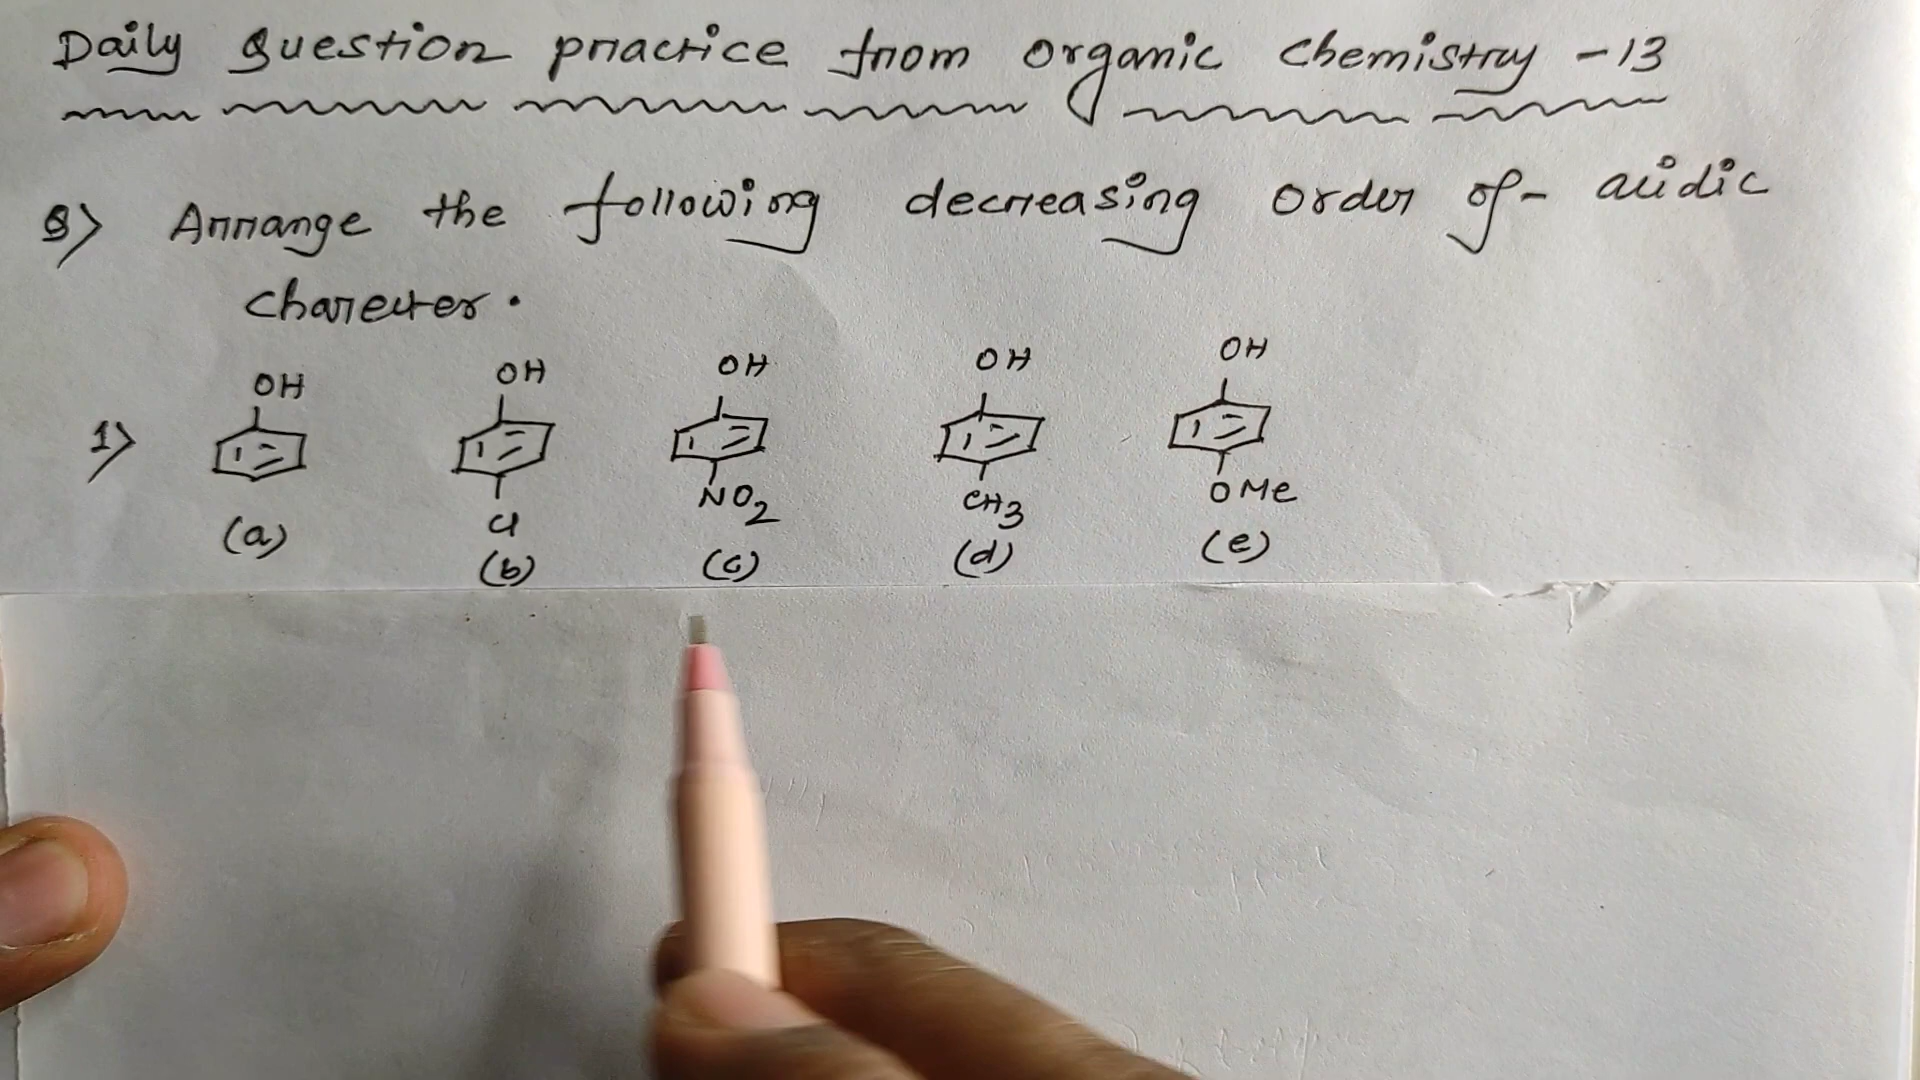 Daily Question practice from Organic Chemistry - 13
Q> Arrange the following decreasing order of - acidic
charecter.
OH OH OH OH OH
1>
Cl NO2 CH3 OMe
(a) (b) (c) (d) (e)